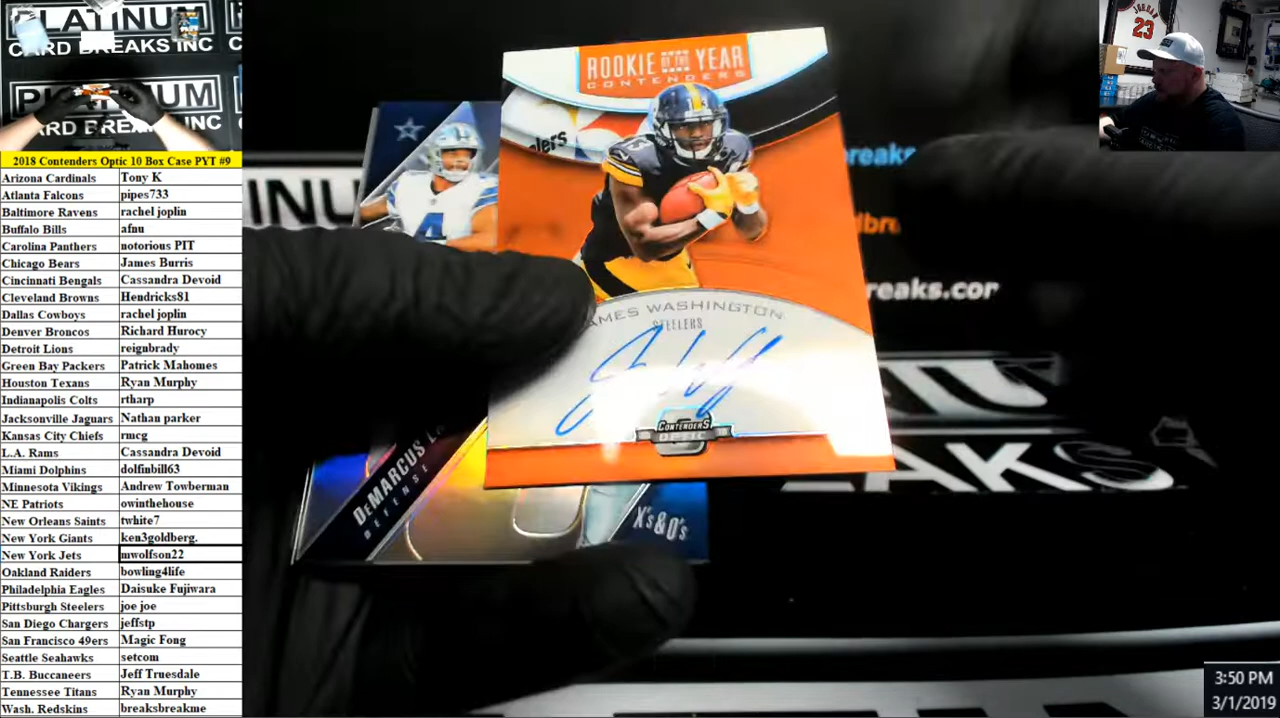 PLATINUM
CARD BREAKS INC
PLATINUM
CARD BREAKS INC
2018 Contenders Optic 10 Box Case PYT #9
Arizona Cardinals Tony K
Atlanta Falcons pipes733
Baltimore Ravens rachel joplin
Buffalo Bills afnu
Carolina Panthers notorious PIT
Chicago Bears James Burris
Cincinnati Bengals Cassandra Devoid
Cleveland Browns Hendricks81
Dallas Cowboys rachel joplin
Denver Broncos Richard Hurocy
Detroit Lions reignbrady
Green Bay Packers Patrick Mahomes
Houston Texans Ryan Murphy
Indianapolis Colts rtharp
Jacksonville Jaguars Nathan parker
Kansas City Chiefs rmcg
L.A. Rams Cassandra Devoid
Miami Dolphins dolfinbill63
Minnesota Vikings Andrew Towberman
NE Patriots owinthehouse
New Orleans Saints twhite7
New York Giants ken3goldberg.
New York Jets mwolfson22
Oakland Raiders bowling4life
Philadelphia Eagles Daisuke Fujiwara
Pittsburgh Steelers joe joe
San Diego Chargers jeffstp
San Francisco 49ers Magic Fong
Seattle Seahawks setcom
T.B. Buccaneers Jeff Truesdale
Tennessee Titans Ryan Murphy
Wash. Redskins breaksbreakme
ROOKIE OF THE YEAR
CONTENDERS
elers
4
AMES WASHINGTON
STEELERS
CONTENDERS
OPTIC
DeMARCUS L
DEFENSE
X's & O's
INU
breaks
dbr
reaks.cor
EAKS
JORDAN
23
3:50 PM
3/1/2019